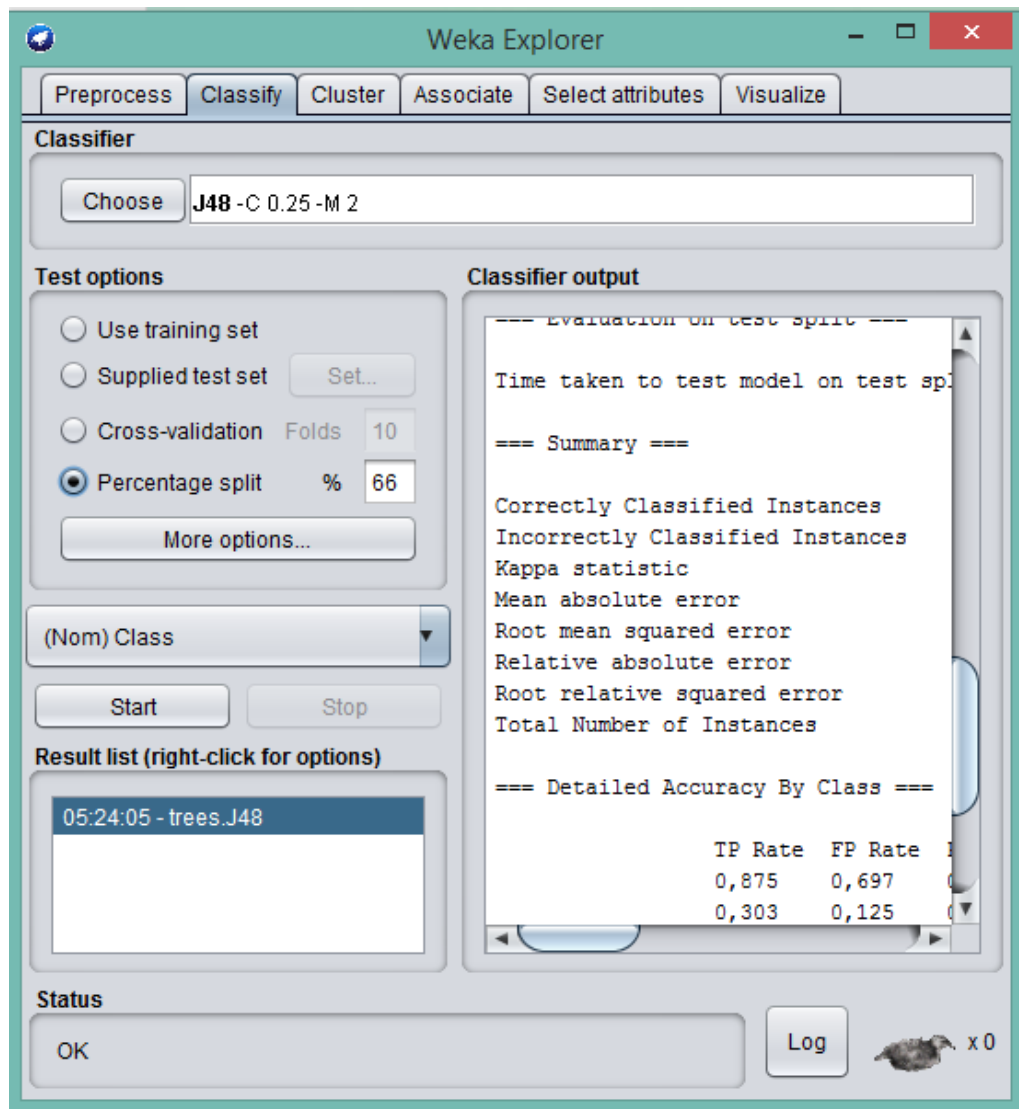 Weka Explorer
Preprocess Classify Cluster Associate Select attributes Visualize
Classifier
Choose J48 -C 0.25 -M 2
Test options
Use training set
Supplied test set Set...
Cross-validation Folds 10
Percentage split % 66
More options...
(Nom) Class
Start Stop
Result list (right-click for options)
05:24:05 - trees.J48
Classifier output
=== Evaluation on test split ===
Time taken to test model on test spl
=== Summary ===
Correctly Classified Instances
Incorrectly Classified Instances
Kappa statistic
Mean absolute error
Root mean squared error
Relative absolute error
Root relative squared error
Total Number of Instances
=== Detailed Accuracy By Class ===
TP Rate FP Rate
0,875 0,697
0,303 0,125
Status
OK
Log x 0